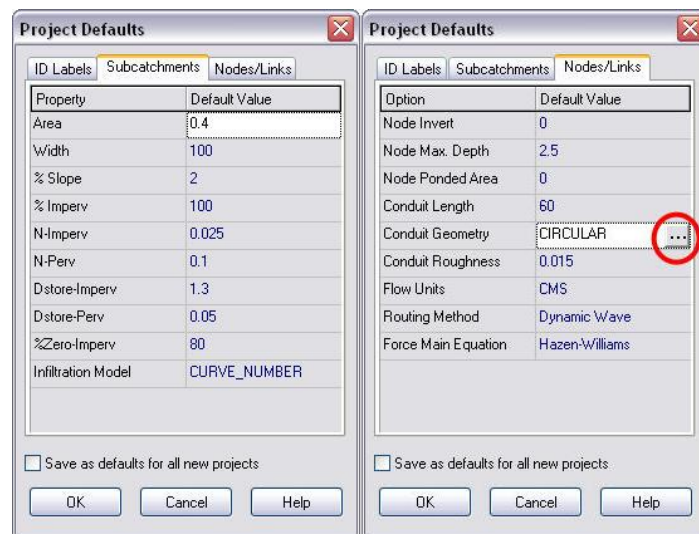 Project Defaults
ID Labels Subcatchments Nodes/Links
Property Default Value
Area 0.4
Width 100
% Slope 2
% Imperv 100
N-Imperv 0.025
N-Perv 0.1
Dstore-Imperv 1.3
Dstore-Perv 0.05
%Zero-Imperv 80
Infiltration Model CURVE_NUMBER
Save as defaults for all new projects
OK Cancel Help
Project Defaults
ID Labels Subcatchments Nodes/Links
Option Default Value
Node Invert 0
Node Max. Depth 2.5
Node Ponded Area 0
Conduit Length 60
Conduit Geometry CIRCULAR ...
Conduit Roughness 0.015
Flow Units CMS
Routing Method Dynamic Wave
Force Main Equation Hazen-Williams
Save as defaults for all new projects
OK Cancel Help